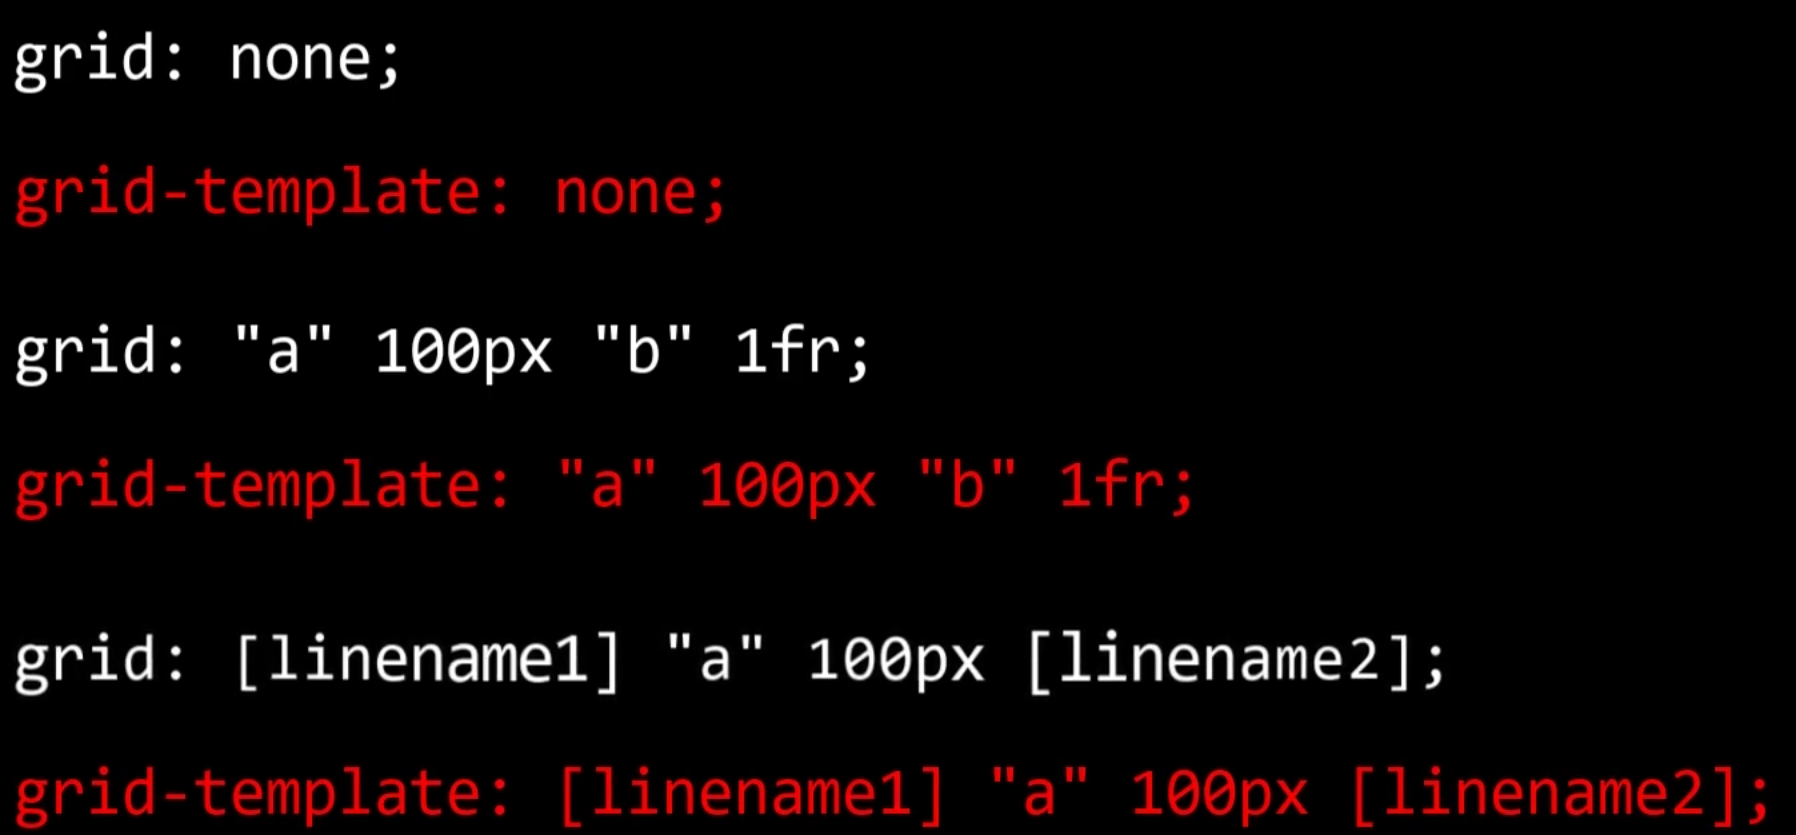 grid: none;
grid-template: none;
grid: "a" 100px "b" 1fr;
grid-template: "a" 100px "b" 1fr;
grid: [linename1] "a" 100px [linename2];
grid-template: [linename1] "a" 100px [linename2];